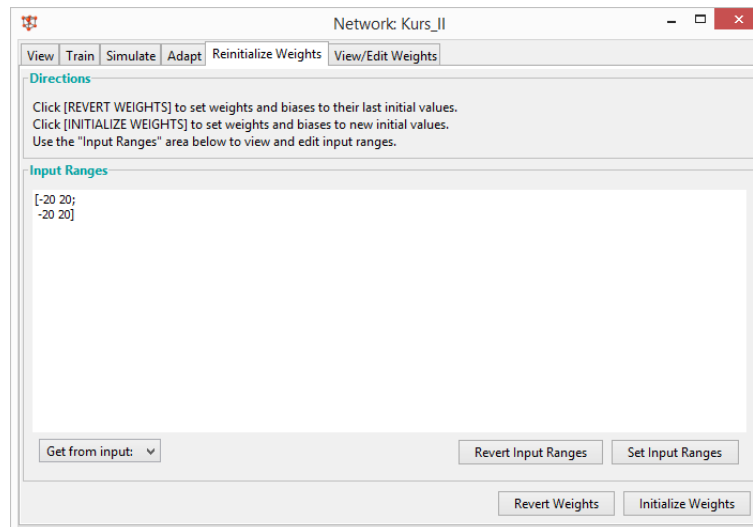 Network: Kurs_II
View Train Simulate Adapt Reinitialize Weights View/Edit Weights
Directions
Click [REVERT WEIGHTS] to set weights and biases to their last initial values.
Click [INITIALIZE WEIGHTS] to set weights and biases to new initial values.
Use the "Input Ranges" area below to view and edit input ranges.
Input Ranges
[-20 20;
-20 20]
Get from input: Revert Input Ranges Set Input Ranges
Revert Weights Initialize Weights